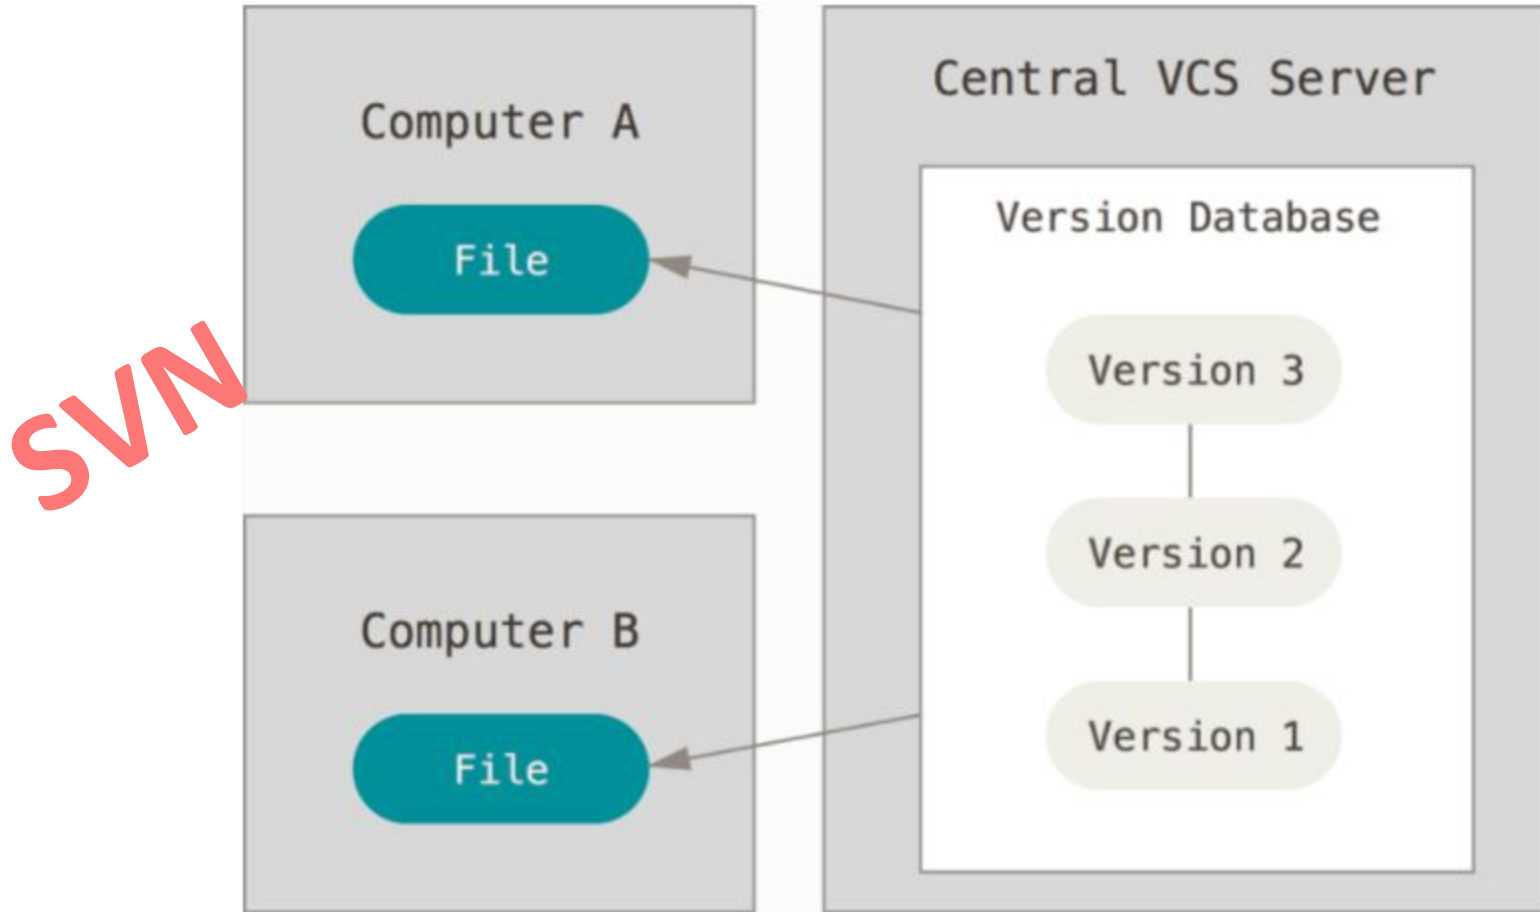 SVN
Computer A
File
Computer B
File
Central VCS Server
Version Database
Version 3
Version 2
Version 1